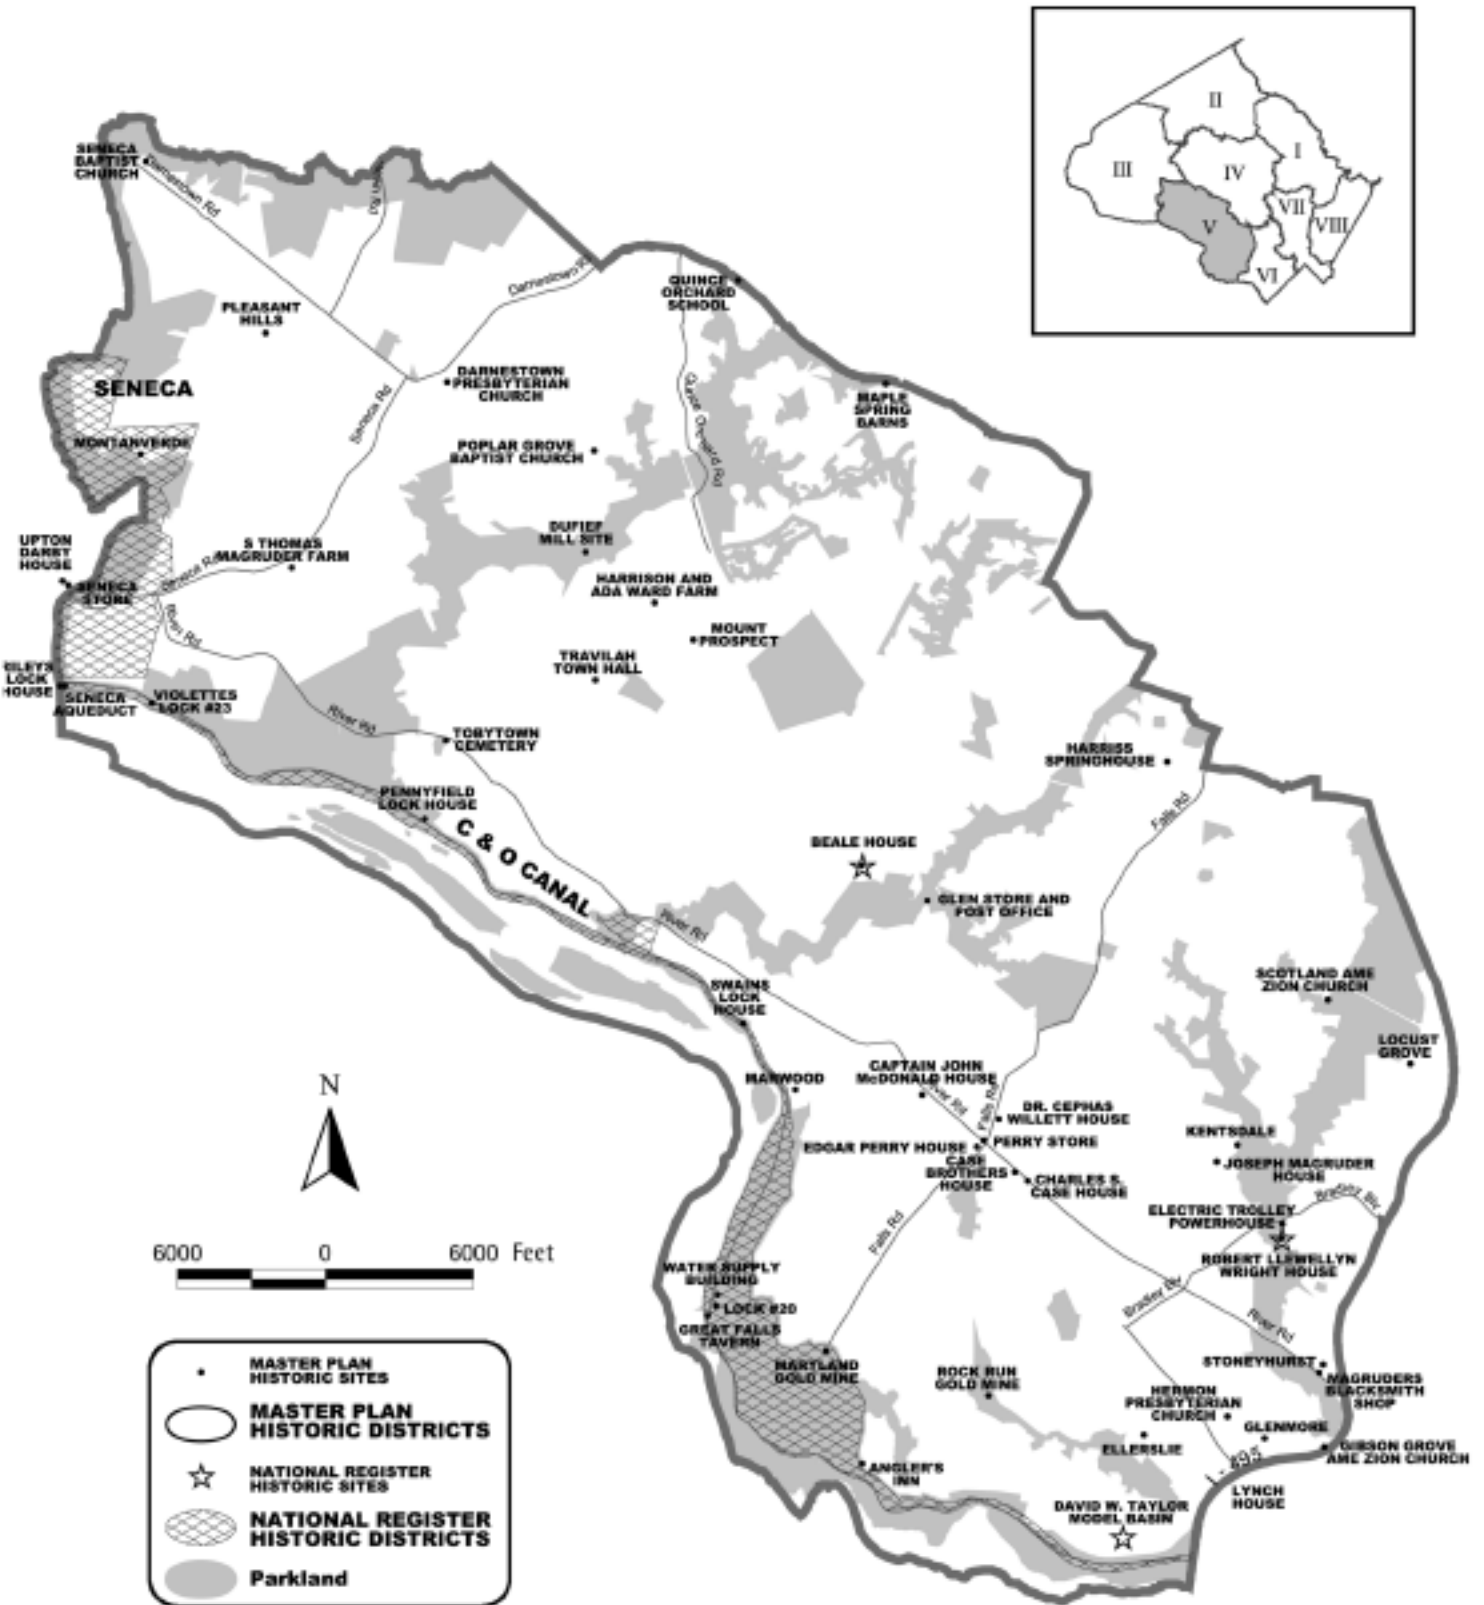 II
I
III
IV
VII
V
VIII
VI
SENECA
BAPTIST
CHURCH
Darnestown Rd
Darnestown Rd
QUINCE
ORCHARD
SCHOOL
PLEASANT
HILLS
SENECA
DARNESTOWN
PRESBYTERIAN
CHURCH
Seneca Rd
Quince Orchard Rd
MAPLE
SPRING
BARNS
MONTANVERDE
POPLAR GROVE
BAPTIST CHURCH
UPTON
DARBY
HOUSE
S THOMAS
MAGRUDER FARM
DUFIEF
MILL SITE
SENECA
STORE
Seneca Rd
HARRISON AND
ADA WARD FARM
River Rd
MOUNT
PROSPECT
TRAVILAH
TOWN HALL
RILEYS
LOCK
HOUSE
SENECA
AQUEDUCT
VIOLETTES
LOCK #23
River Rd
TOBYTOWN
CEMETERY
HARRISS
SPRINGHOUSE
PENNYFIELD
LOCK HOUSE
C & O CANAL
Falls Rd
BEALE HOUSE
GLEN STORE AND
POST OFFICE
River Rd
SWAINS
LOCK
HOUSE
SCOTLAND AME
ZION CHURCH
LOCUST
GROVE
MARWOOD
CAPTAIN JOHN
McDONALD HOUSE
River Rd
Falls Rd
DR. CEPHAS
WILLETT HOUSE
EDGAR PERRY HOUSE
PERRY STORE
CASE
BROTHERS
HOUSE
CHARLES S.
CASE HOUSE
KENTSDALE
JOSEPH MAGRUDER
HOUSE
Bradley Blv
ELECTRIC TROLLEY
POWERHOUSE
ROBERT LLEWELLYN
WRIGHT HOUSE
Falls Rd
Bradley Blv
River Rd
N
6000
0
6000 Feet
WATER SUPPLY
BUILDING
LOCK #20
GREAT FALLS
TAVERN
MARYLAND
GOLD MINE
ROCK RUN
GOLD MINE
STONEYHURST
MAGRUDERS
BLACKSMITH
SHOP
HERMON
PRESBYTERIAN
CHURCH
GLENMORE
ELLERSLIE
GIBSON GROVE
AME ZION CHURCH
I - 495
ANGLER'S
INN
LYNCH
HOUSE
DAVID W. TAYLOR
MODEL BASIN
MASTER PLAN
HISTORIC SITES
MASTER PLAN
HISTORIC DISTRICTS
NATIONAL REGISTER
HISTORIC SITES
NATIONAL REGISTER
HISTORIC DISTRICTS
Parkland